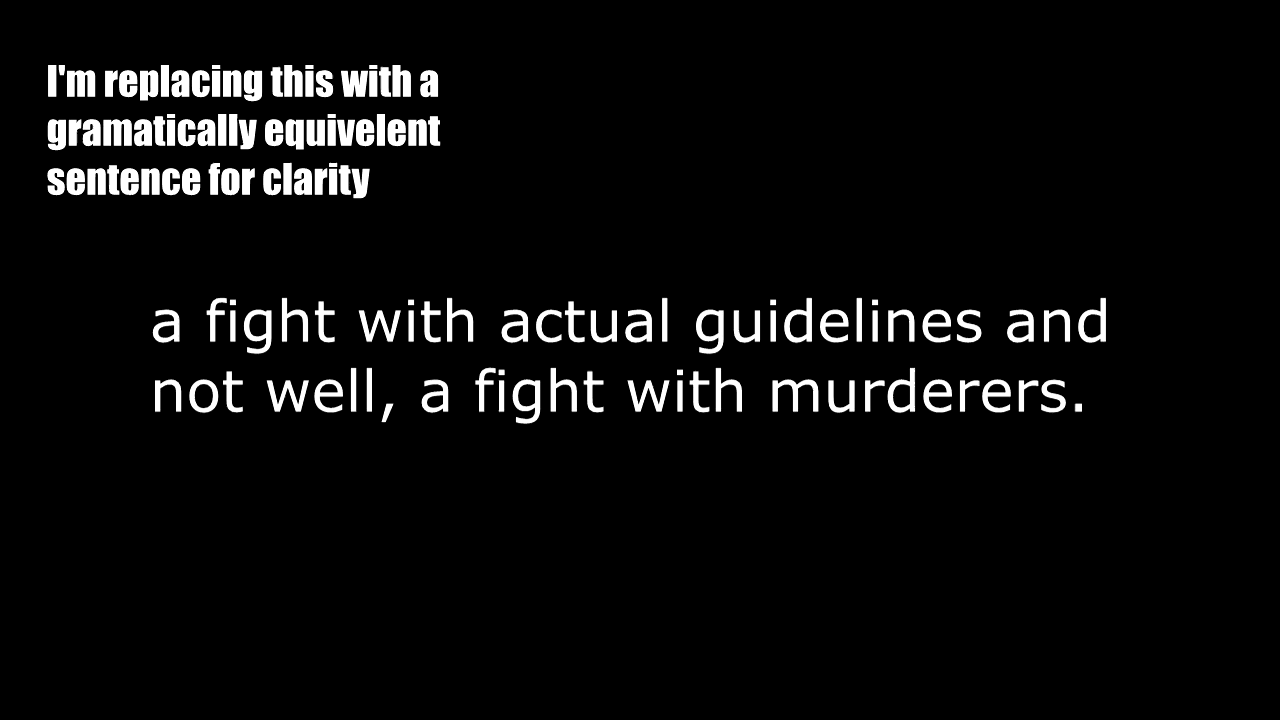 I'm replacing this with a
gramatically equivelent
sentence for clarity
a fight with actual guidelines and
not well, a fight with murderers.